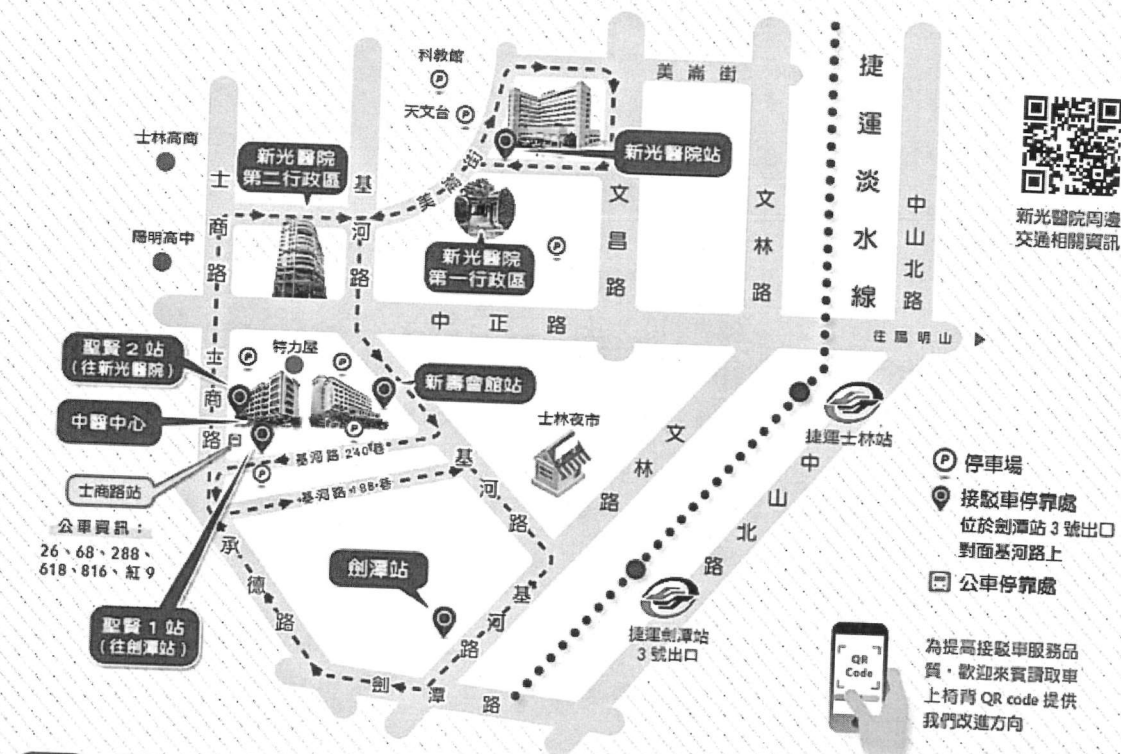 科教館
天文台
美崙街
捷運淡水線
新光醫院周邊
交通相關資訊
士林高商
新光醫院
第二行政區
新光醫院站
士商路
基河路
美崙街
文昌路
文林路
中山北路
陽明高中
新光醫院
第一行政區
中正路
往陽明山
聖賢2站
(往新光醫院)
特力屋
新壽會館站
士商路
中醫中心
士林夜市
文林路
捷運士林站
基河路 240 巷
士商路站
基河路 188 巷
基河路
中山北路
停車場
接駁車停靠處
位於劍潭站 3 號出口
對面基河路上
公車停靠處
公車資訊:
26、68、288、
618、816、紅 9
承德路
劍潭站
基河路
捷運劍潭站
3 號出口
聖賢 1 站
(往劍潭站)
劍潭路
QR
Code
為提高接駁車服務品
質,歡迎來賓讀取車
上椅背 QR code 提供
我們改進方向